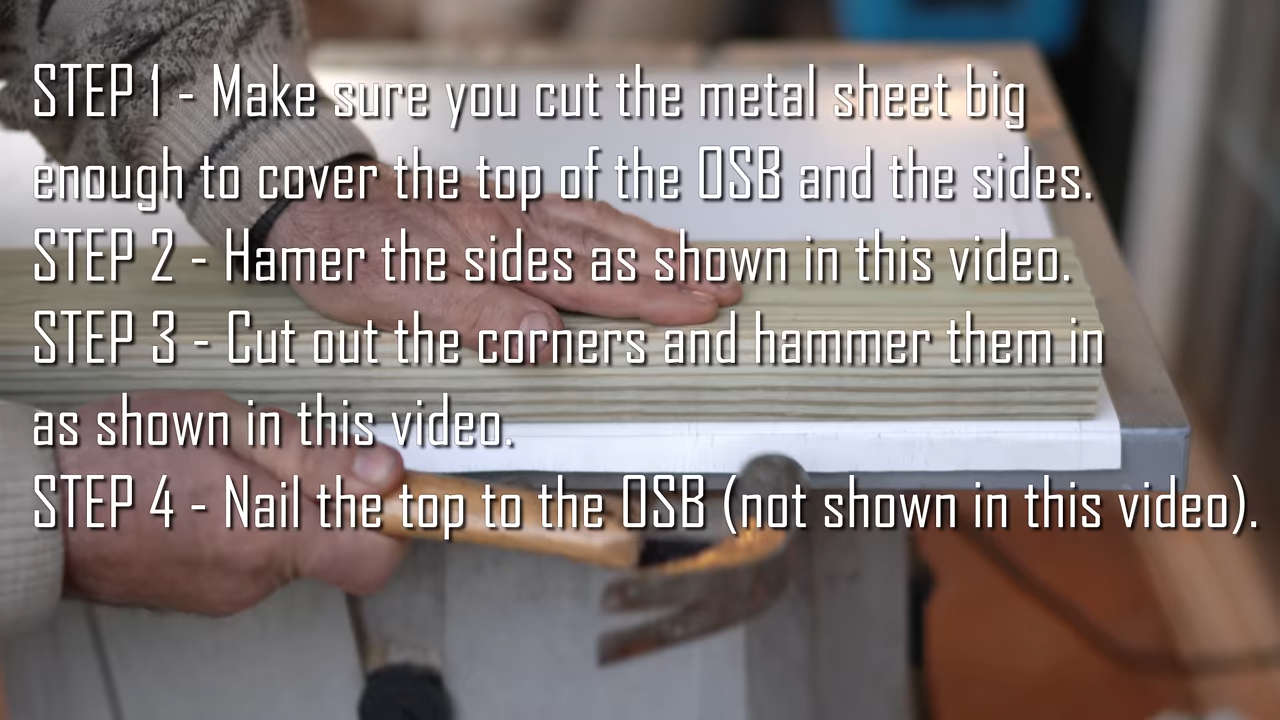 STEP 1 - Make sure you cut the metal sheet big
enough to cover the top of the OSB and the sides.
STEP 2 - Hamer the sides as shown in this video.
STEP 3 - Cut out the corners and hammer them in
as shown in this video.
STEP 4 - Nail the top to the OSB (not shown in this video).